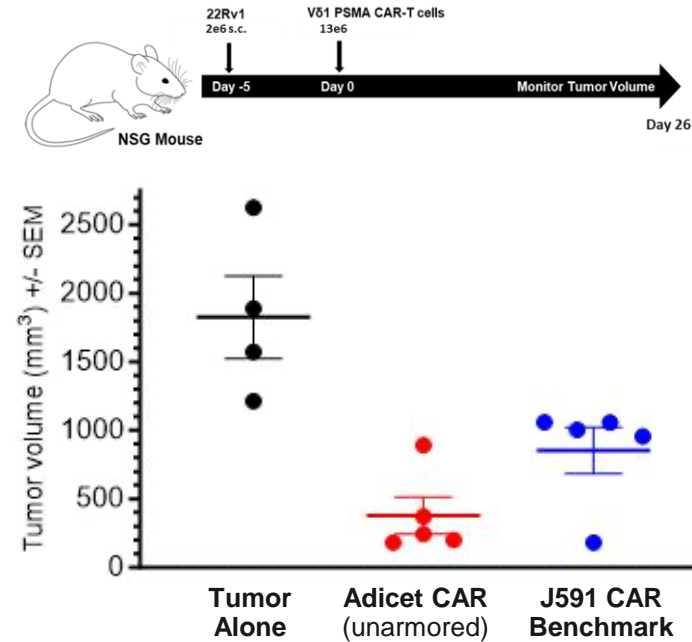 22Rv1
2e6 s.c.
Vδ1 PSMA CAR-T cells
13e6
Day -5
Day 0
Monitor Tumor Volume
Day 26
NSG Mouse
Tumor volume (mm³) +/- SEM
2500
2000
1500
1000
500
0
Tumor
Alone
Adicet CAR
(unarmored)
J591 CAR
Benchmark